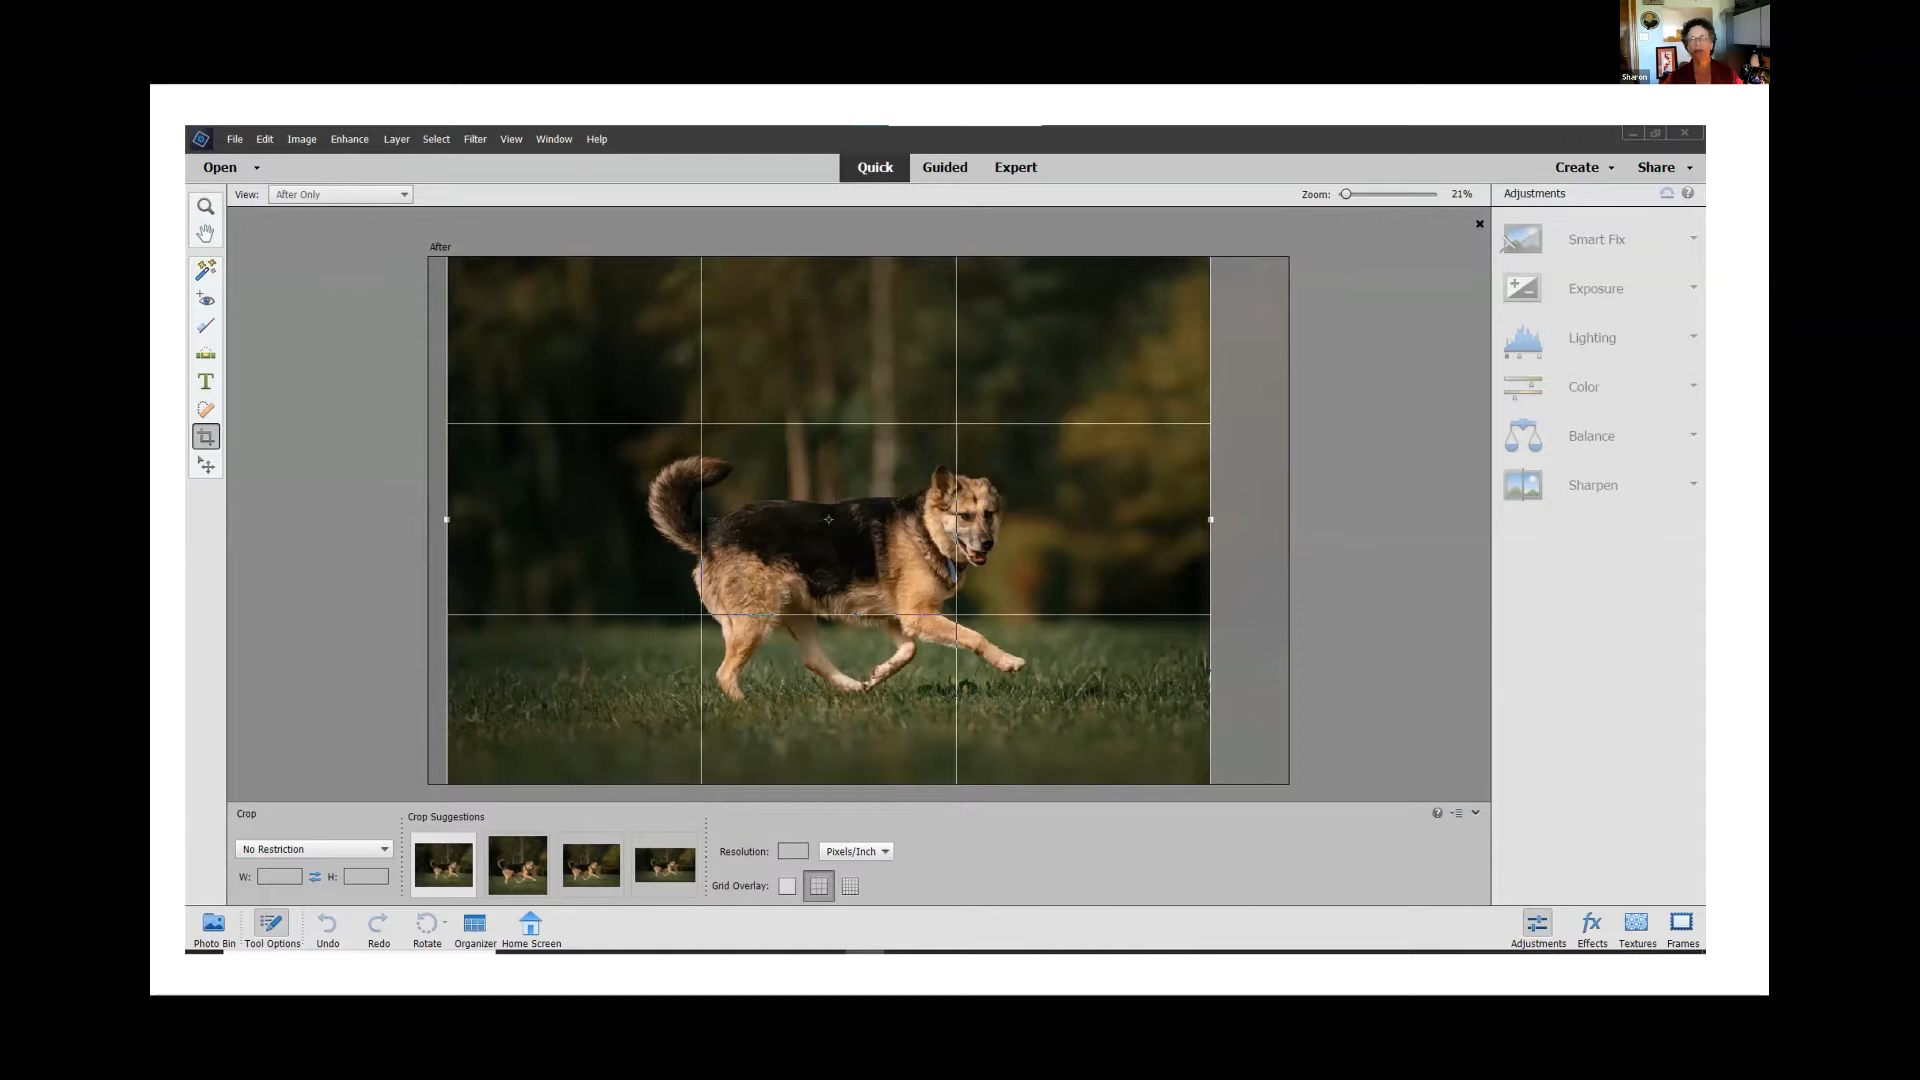 Sharon
File Edit Image Enhance Layer Select Filter View Window Help
Open Quick Guided Expert Create Share
View: After Only Zoom: 21% Adjustments
After
Smart Fix
Exposure
Lighting
Color
Balance
Sharpen
Crop Crop Suggestions
No Restriction Resolution: Pixels/Inch
W: H: Grid Overlay:
Photo Bin Tool Options Undo Redo Rotate Organizer Home Screen Adjustments Effects Textures Frames